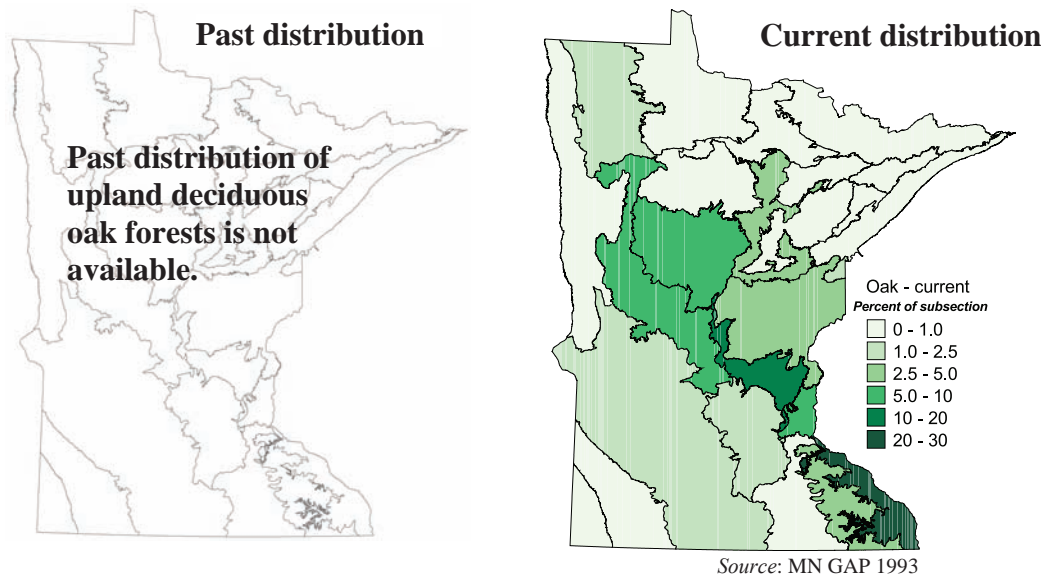 Past distribution
Past distribution of
upland deciduous
oak forests is not
available.
Current distribution
Oak - current
Percent of subsection
0 - 1.0
1.0 - 2.5
2.5 - 5.0
5.0 - 10
10 - 20
20 - 30
Source: MN GAP 1993